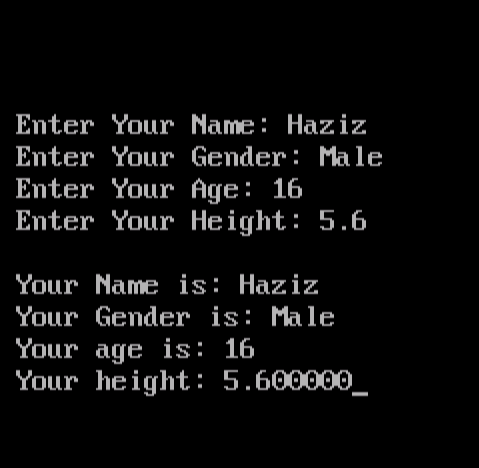 Enter Your Name: Haziz
Enter Your Gender: Male
Enter Your Age: 16
Enter Your Height: 5.6
Your Name is: Haziz
Your Gender is: Male
Your age is: 16
Your height: 5.600000_